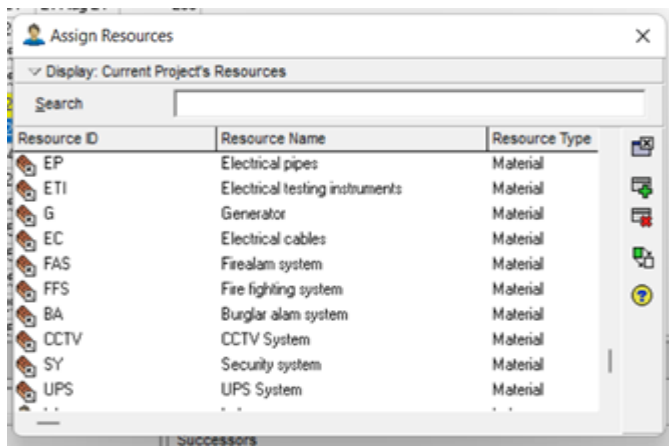 Assign Resources
Display: Current Project's Resources
Search
Resource ID Resource Name Resource Type
EP Electrical pipes Material
ETI Electrical testing instruments Material
G Generator Material
EC Electrical cables Material
FAS Firealam system Material
FFS Fire fighting system Material
BA Burglar alam system Material
CCTV CCTV System Material
SY Security system Material
UPS UPS System Material
Successors